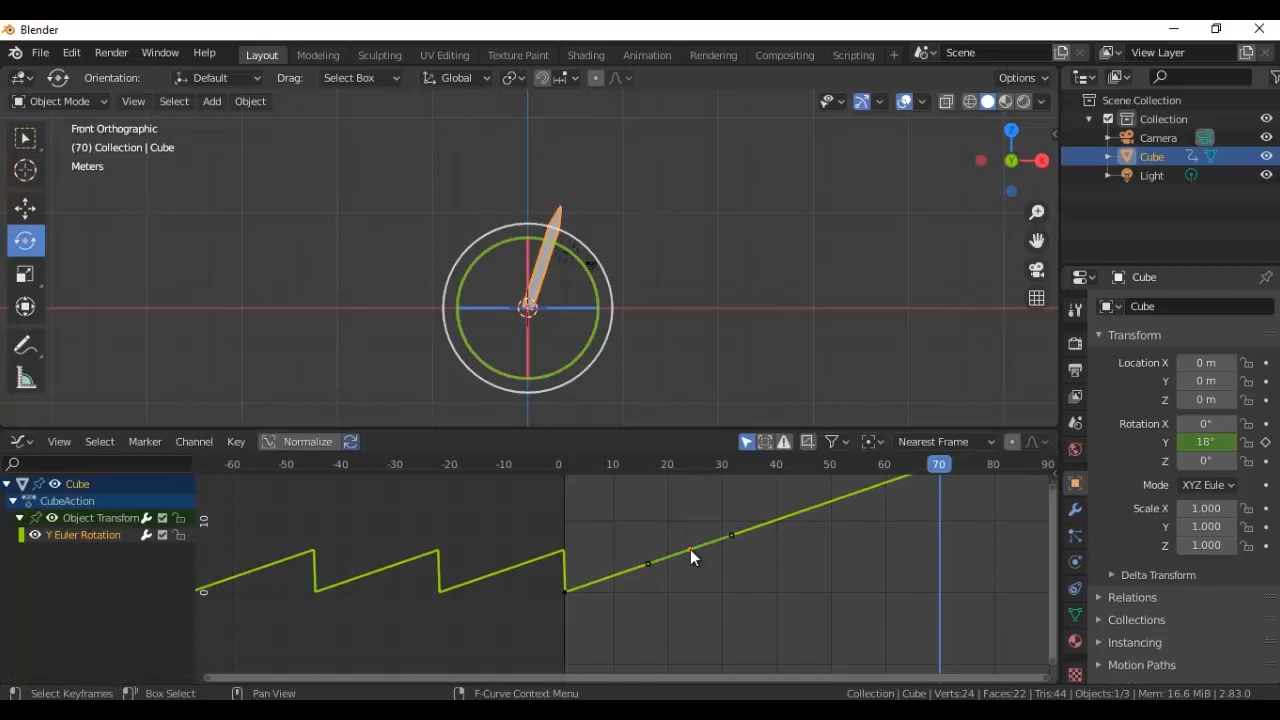 Blender
File Edit Render Window Help Layout Modeling Sculpting UV Editing Texture Paint Shading Animation Rendering Compositing Scripting + Scene View Layer
Orientation: Default Drag: Select Box Global Options
Object Mode View Select Add Object
Front Orthographic
(70) Collection | Cube
Meters
Z
Y
X
Scene Collection
Collection
Camera
Cube
Light
Cube
Cube
Transform
Location X 0 m
Y 0 m
Z 0 m
Rotation X 0°
Y 18°
Z 0°
Mode XYZ Eule
Scale X 1.000
Y 1.000
Z 1.000
Delta Transform
Relations
Collections
Instancing
Motion Paths
View Select Marker Channel Key Normalize Nearest Frame
-60 -50 -40 -30 -20 -10 0 10 20 30 40 50 60 70 80 90
Cube
CubeAction
Object Transform
Y Euler Rotation
10
0
Select Keyframes Box Select Pan View F-Curve Context Menu Collection | Cube | Verts:24 | Faces:22 | Tris:44 | Objects:1/3 | Mem: 16.6 MiB | 2.83.0